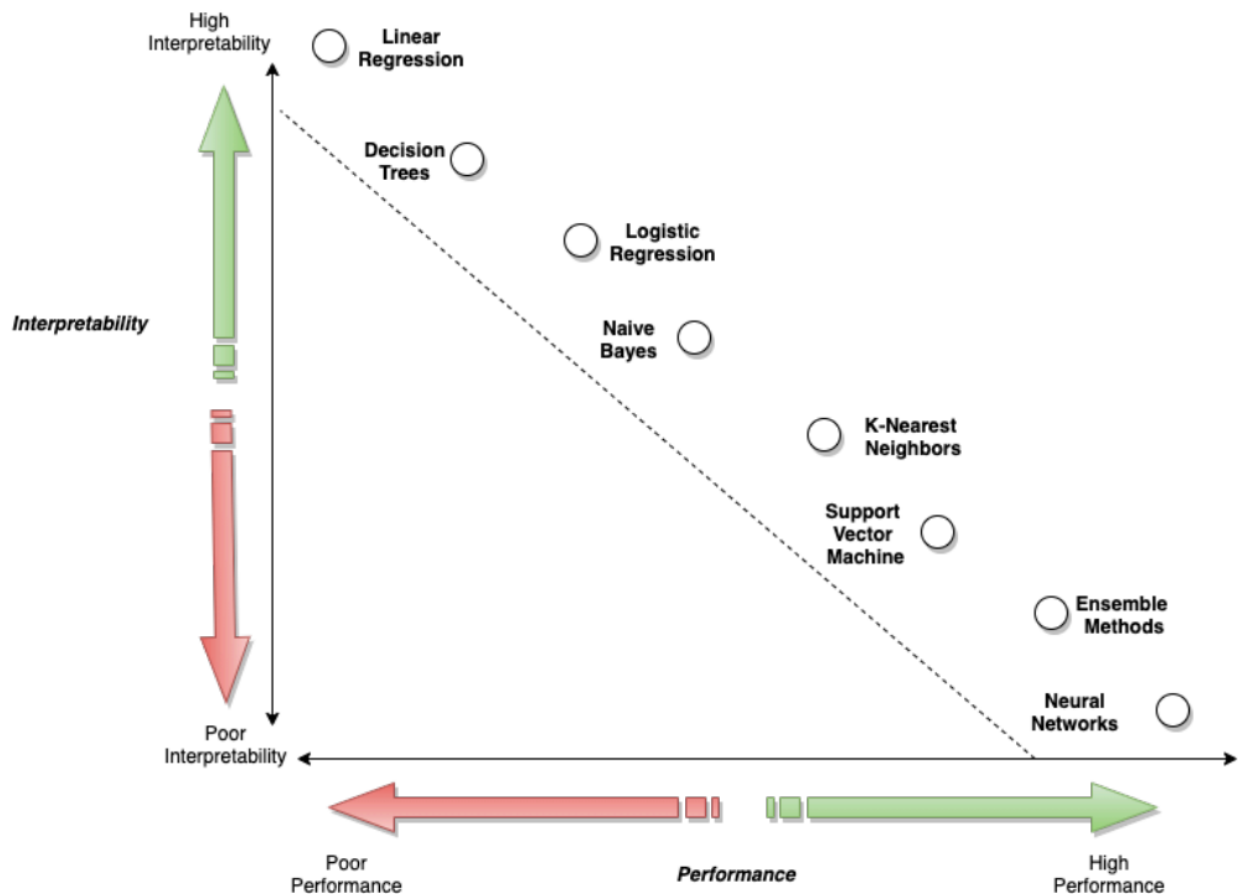 High
Interpretability
Linear
Regression
Decision
Trees
Logistic
Regression
Interpretability
Naive
Bayes
K-Nearest
Neighbors
Support
Vector
Machine
Ensemble
Methods
Neural
Networks
Poor
Interpretability
Poor
Performance
Performance
High
Performance